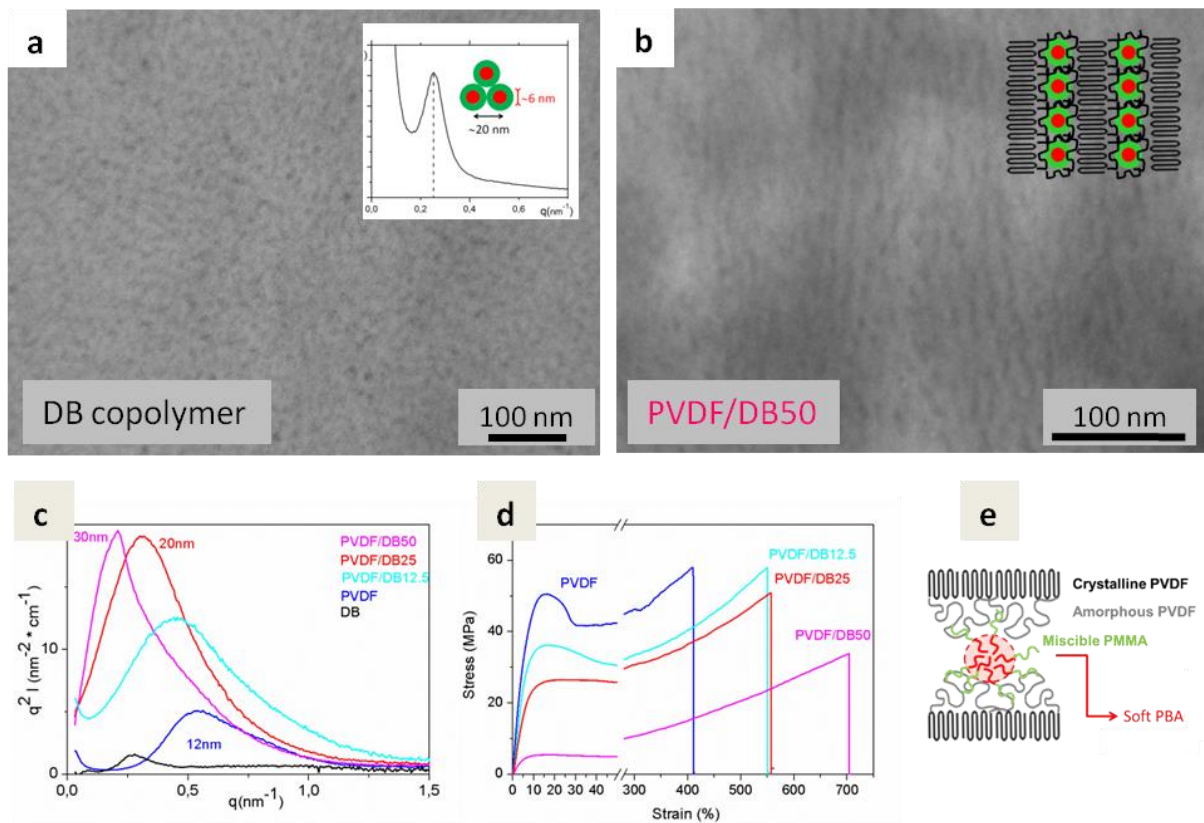 a
~6 nm
~20 nm
0,0 0,2 0,4 0,6
q(nm⁻¹)
DB copolymer
100 nm
b
PVDF/DB50
100 nm
c
30nm
20nm
12nm
PVDF/DB50
PVDF/DB25
PVDF/DB12.5
PVDF
DB
q² I (nm⁻² * cm⁻¹)
10
0
0,0 0,5 1,0 1,5
q(nm⁻¹)
d
PVDF
PVDF/DB12.5
PVDF/DB25
PVDF/DB50
Stress (MPa)
60
40
20
0
0 10 20 30 40 300 400 500 600 700
Strain (%)
e
Crystalline PVDF
Amorphous PVDF
Miscible PMMA
Soft PBA